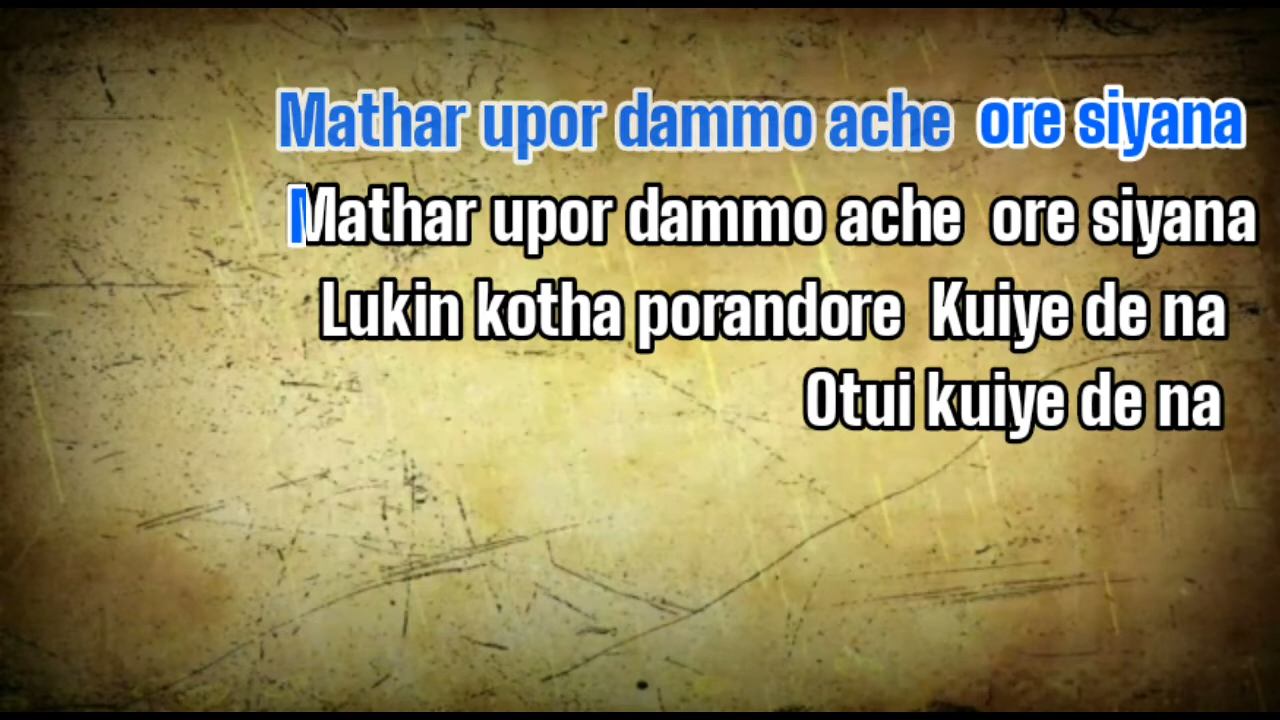 Mathar upor dammo ache ore siyana
Mathar upor dammo ache ore siyana
Lukin kotha porandore Kuiye de na
Otui kuiye de na